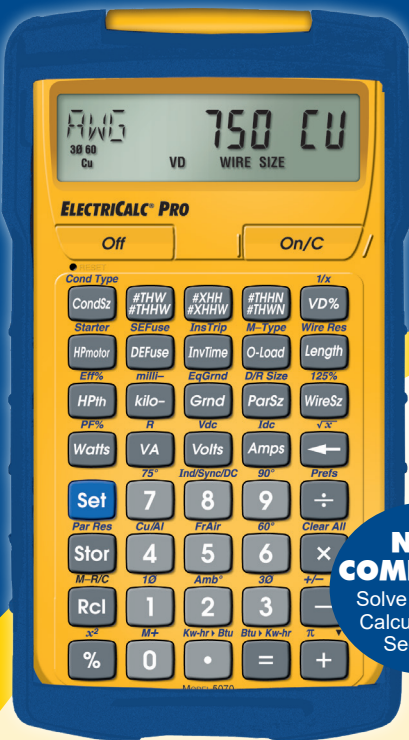 AWG 750 CU
3Ø 60
Cu VD WIRE SIZE
ELECTRICALC® PRO
Off On/C
RESET
Cond Type 1/x
CondSz #THW #THHW #XHH #XHHW #THHN #THWN VD%
Starter SEFuse InsTrip M–Type Wire Res
HPmotor DEFuse InvTime O-Load Length
Eff% milli– EqGrnd D/R Size 125%
HPth kilo- Grnd ParSz WireSz
PF% R Vdc Idc √x
Watts VA Volts Amps
75° Ind/Sync/DC 90° Prefs
Set 7 8 9 ÷
Par Res Cu/Al FrAir 60° Clear All
Stor 4 5 6 ×
M–R/C 1Ø Amb° 3Ø +/−
Rcl 1 2 3 −
x² M+ Kw-hr ▸ Btu Btu ▸ Kw-hr π
% 0 • = +
MODEL 5070
N
COM
Solve
Calcu
Se